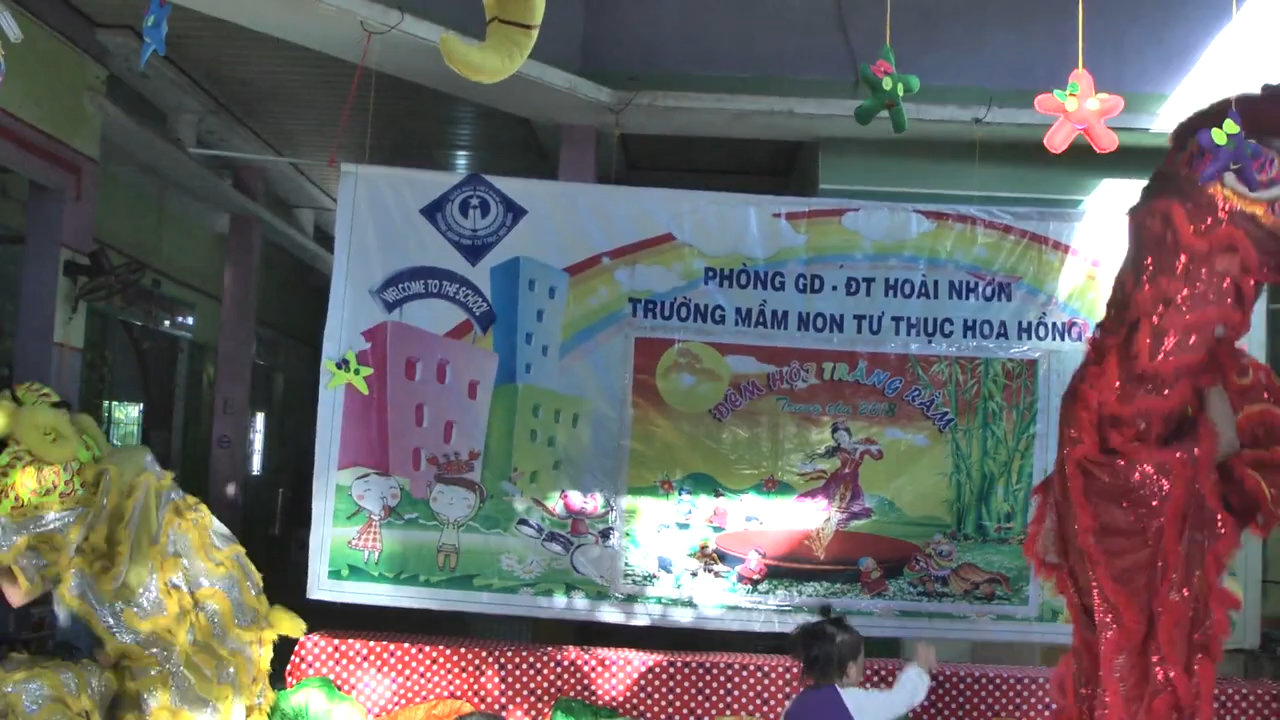 WELCOME TO THE SCHOOL
PHÒNG GD - ĐT HOÀI NHƠN
TRƯỜNG MẦM NON TƯ THỤC HOA HỒNG
ĐÊM HỘI TRĂNG RẰM
Trung thu 2018